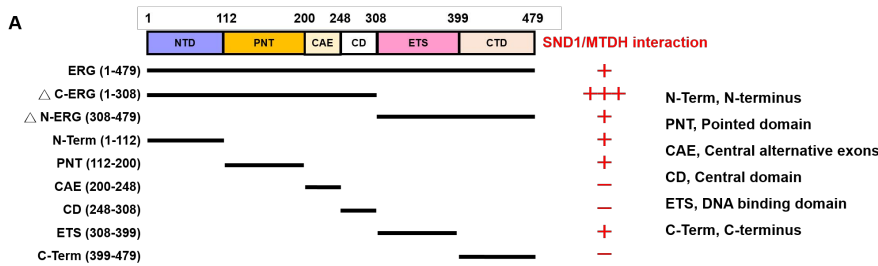 A
1 112 200 248 308 399 479
NTD PNT CAE CD ETS CTD
SND1/MTDH interaction
ERG (1-479) +
△ C-ERG (1-308) +++
△ N-ERG (308-479) +
N-Term (1-112) +
PNT (112-200) +
CAE (200-248) –
CD (248-308) –
ETS (308-399) +
C-Term (399-479) –
N-Term, N-terminus
PNT, Pointed domain
CAE, Central alternative exons
CD, Central domain
ETS, DNA binding domain
C-Term, C-terminus